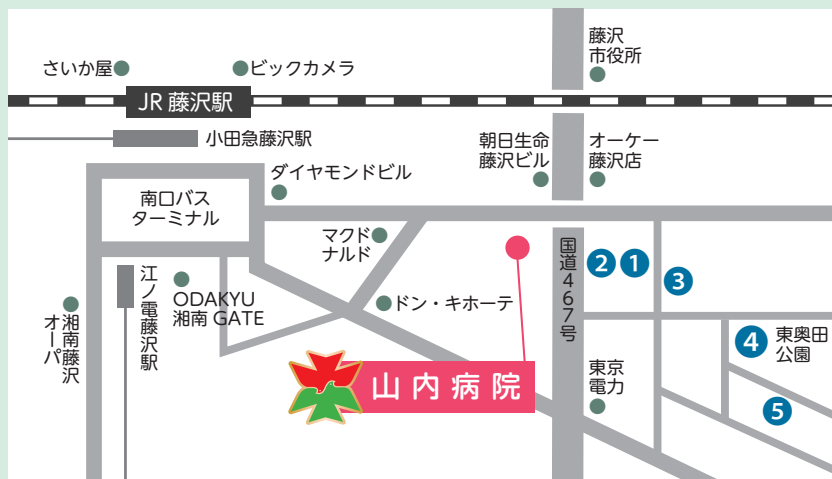 藤沢
市役所
さいか屋
ビックカメラ
JR 藤沢駅
小田急藤沢駅
朝日生命
藤沢ビル
オーケー
藤沢店
ダイヤモンドビル
南口バス
ターミナル
マクド
ナルド
国道467号
2
1
3
江ノ電藤沢駅
ODAKYU
湘南 GATE
ドン・キホーテ
湘南藤沢
オーパ
4
東奥田
公園
東京
電力
山内病院
5